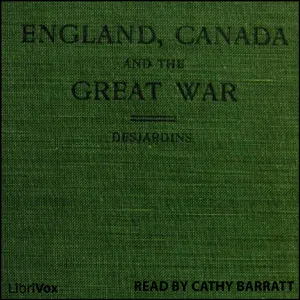 ENGLAND, CANADA
AND THE
GREAT WAR
DESJARDINS
LibriVox
READ BY CATHY BARRATT